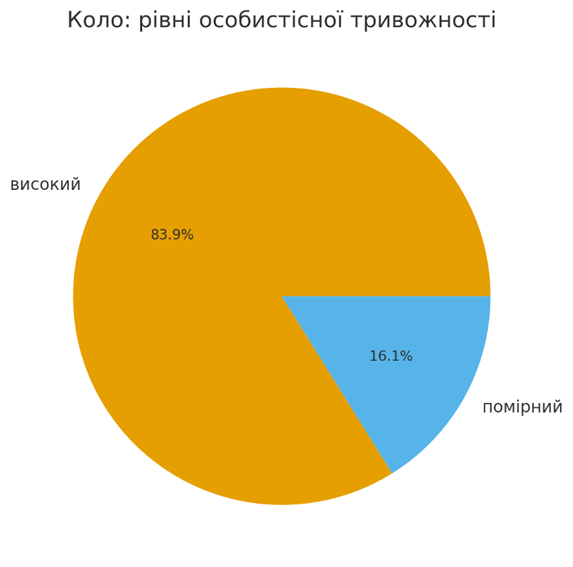 Коло: рівні особистісної тривожності
високий
83.9%
16.1%
помірний